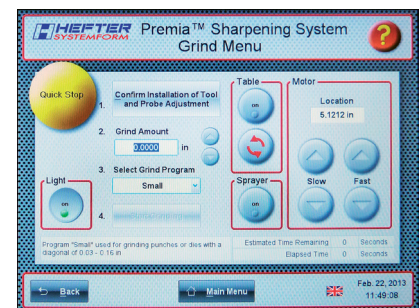 HEFTER
SYSTEMFORM
Premia™ Sharpening System
Grind Menu
?
Quick Stop
1. Confirm Installation of Tool
and Probe Adjustment
2. Grind Amount
0.0000 in
3. Select Grind Program
Small
4.
Light
on
Table
on
Sprayer
on
Motor
Location
5.1212 in
Slow Fast
Program "Small" used for grinding punches or dies with a
diagonal of 0.03 - 0.16 in
Estimated Time Remaining 0 Seconds
Elapsed Time 0 Seconds
Back
Main Menu
Feb. 22, 2013
11:49:08